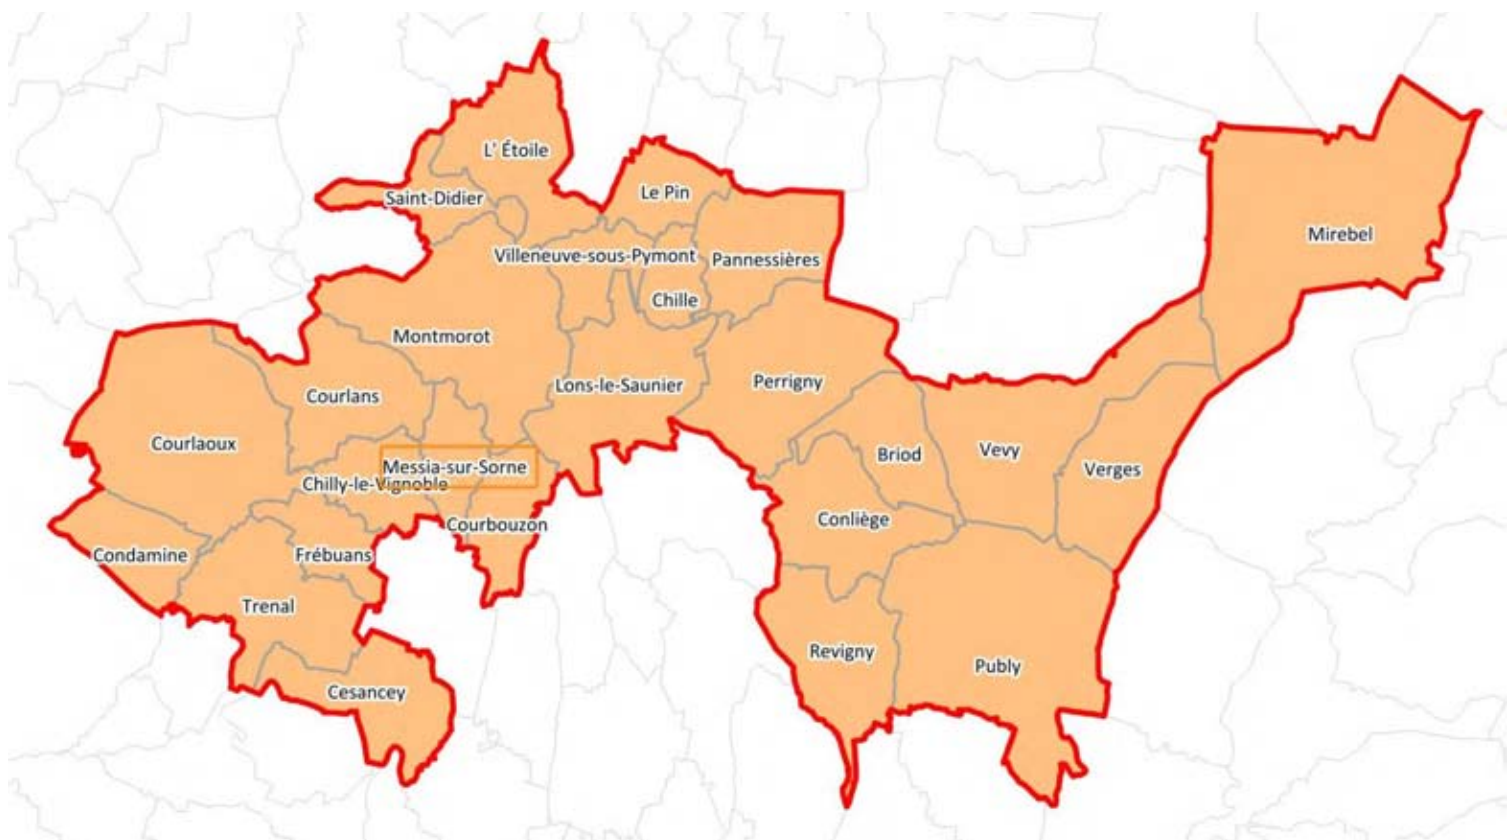 L' Étoile
Le Pin
Saint-Didier
Mirebel
Villeneuve-sous-Pymont
Pannessières
Chille
Montmorot
Perrigny
Lons-le-Saunier
Courlans
Courlaoux
Vevy
Briod
Messia-sur-Sorne
Verges
Chilly-le-Vignoble
Conliège
Courbouzon
Condamine
Frébuans
Trenal
Revigny
Publy
Cesancey